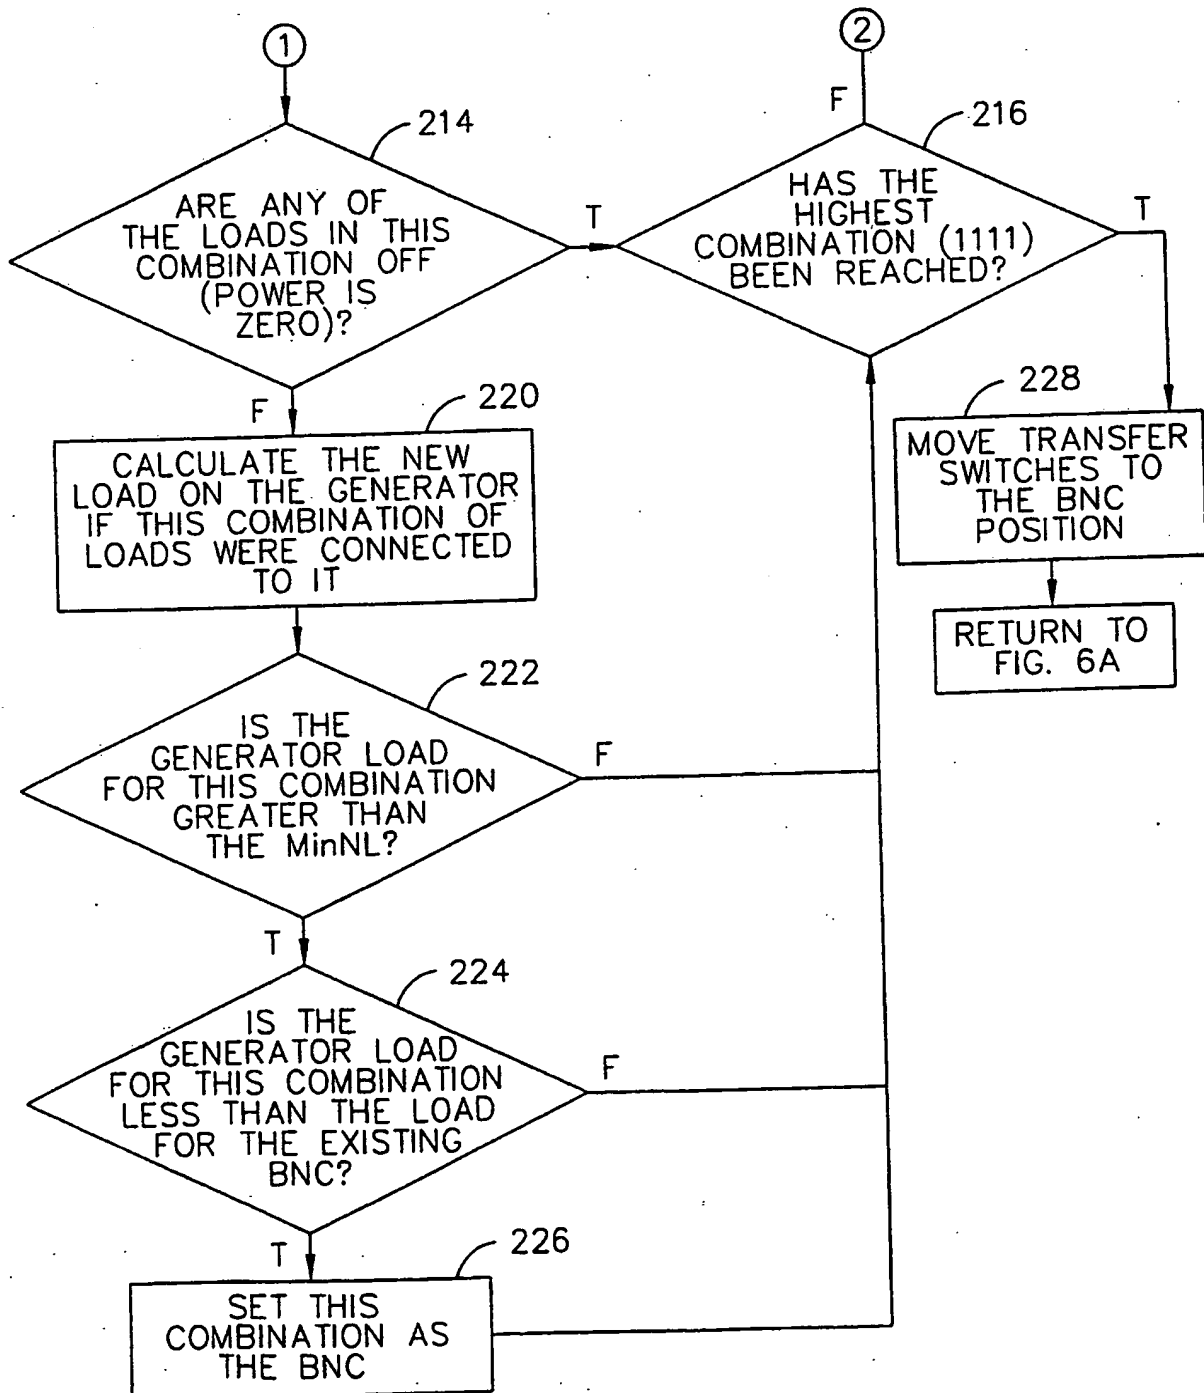 1
214
ARE ANY OF
THE LOADS IN THIS
COMBINATION OFF
(POWER IS
ZERO)?
T
F
220
CALCULATE THE NEW
LOAD ON THE GENERATOR
IF THIS COMBINATION OF
LOADS WERE CONNECTED
TO IT
222
IS THE
GENERATOR LOAD
FOR THIS COMBINATION
GREATER THAN
THE MinNL?
F
T
224
IS THE
GENERATOR LOAD
FOR THIS COMBINATION
LESS THAN THE LOAD
FOR THE EXISTING
BNC?
F
T
226
SET THIS
COMBINATION AS
THE BNC
2
F
216
HAS THE
HIGHEST
COMBINATION (1111)
BEEN REACHED?
T
228
MOVE TRANSFER
SWITCHES TO
THE BNC
POSITION
RETURN TO
FIG. 6A